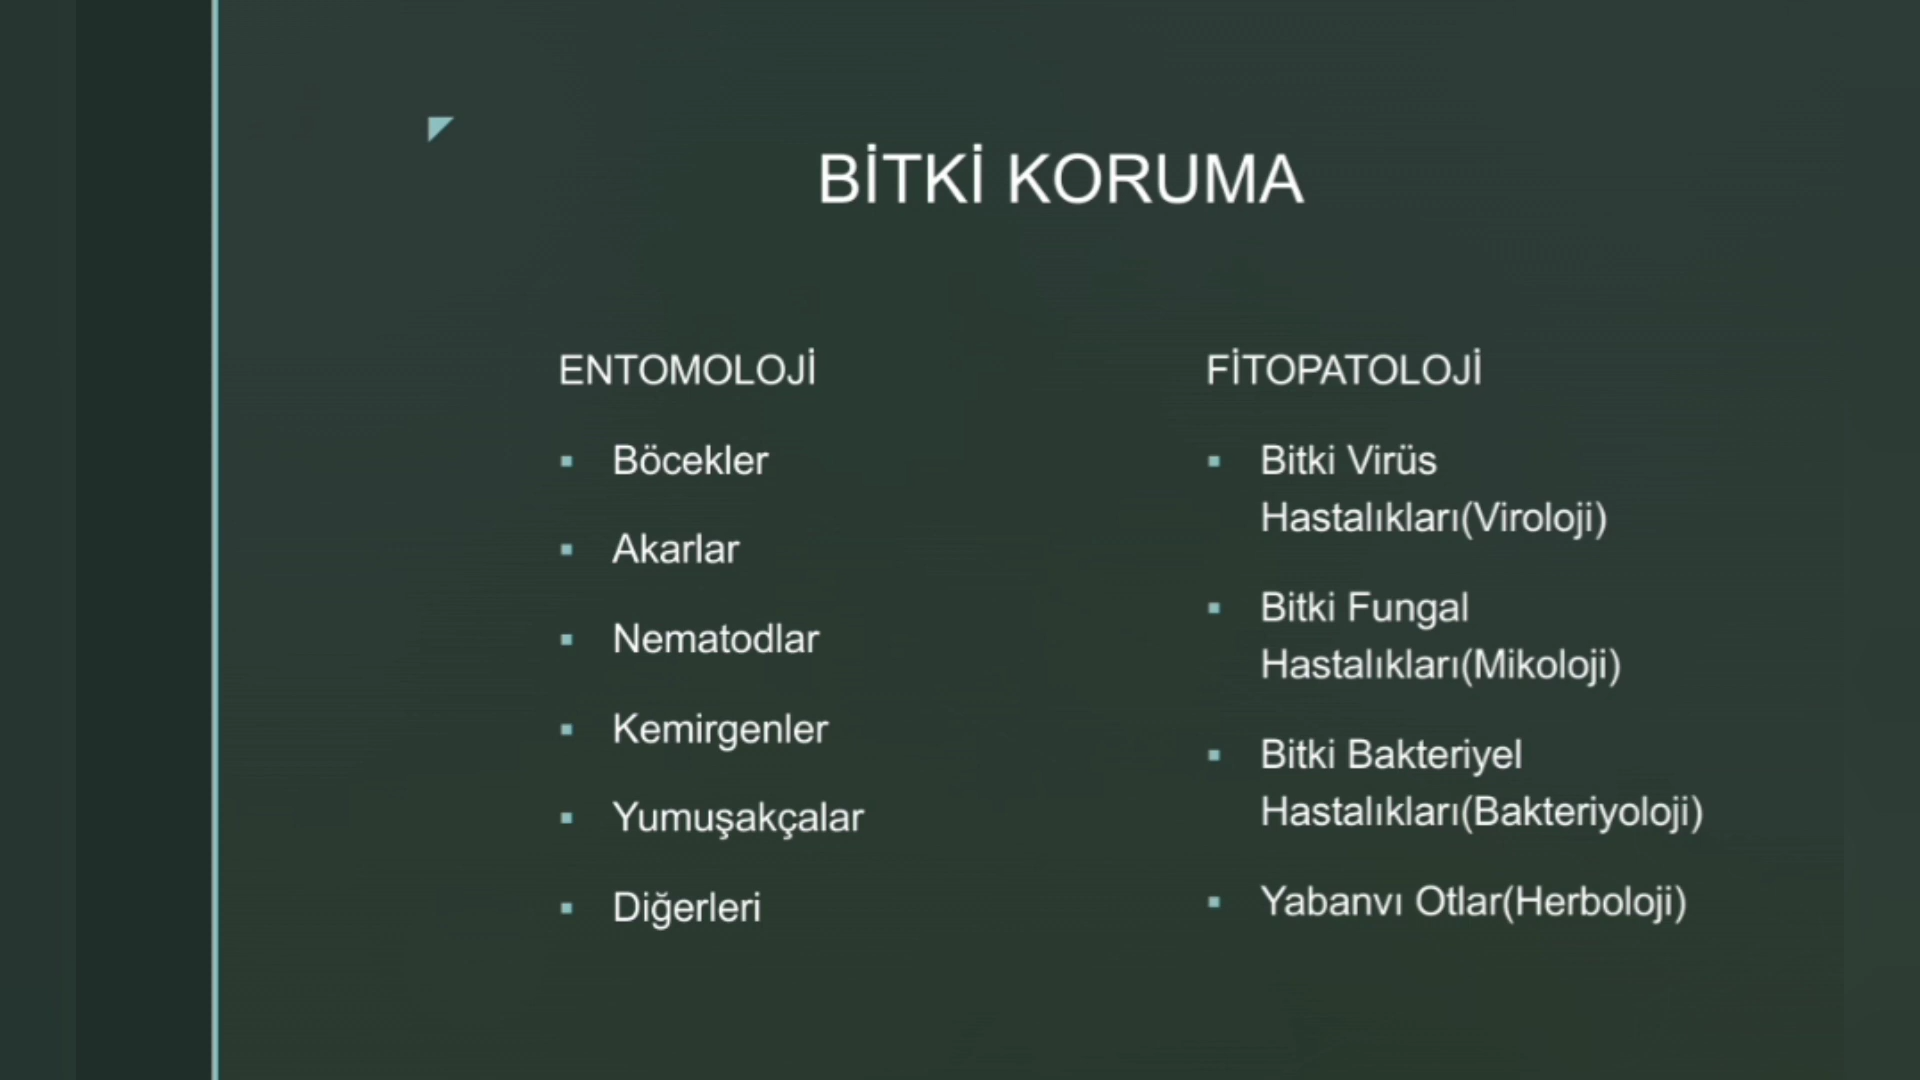 BİTKİ KORUMA
ENTOMOLOJİ
Böcekler
Akarlar
Nematodlar
Kemirgenler
Yumuşakçalar
Diğerleri
FİTOPATOLOJİ
Bitki Virüs
Hastalıkları(Viroloji)
Bitki Fungal
Hastalıkları(Mikoloji)
Bitki Bakteriyel
Hastalıkları(Bakteriyoloji)
Yabanvı Otlar(Herboloji)